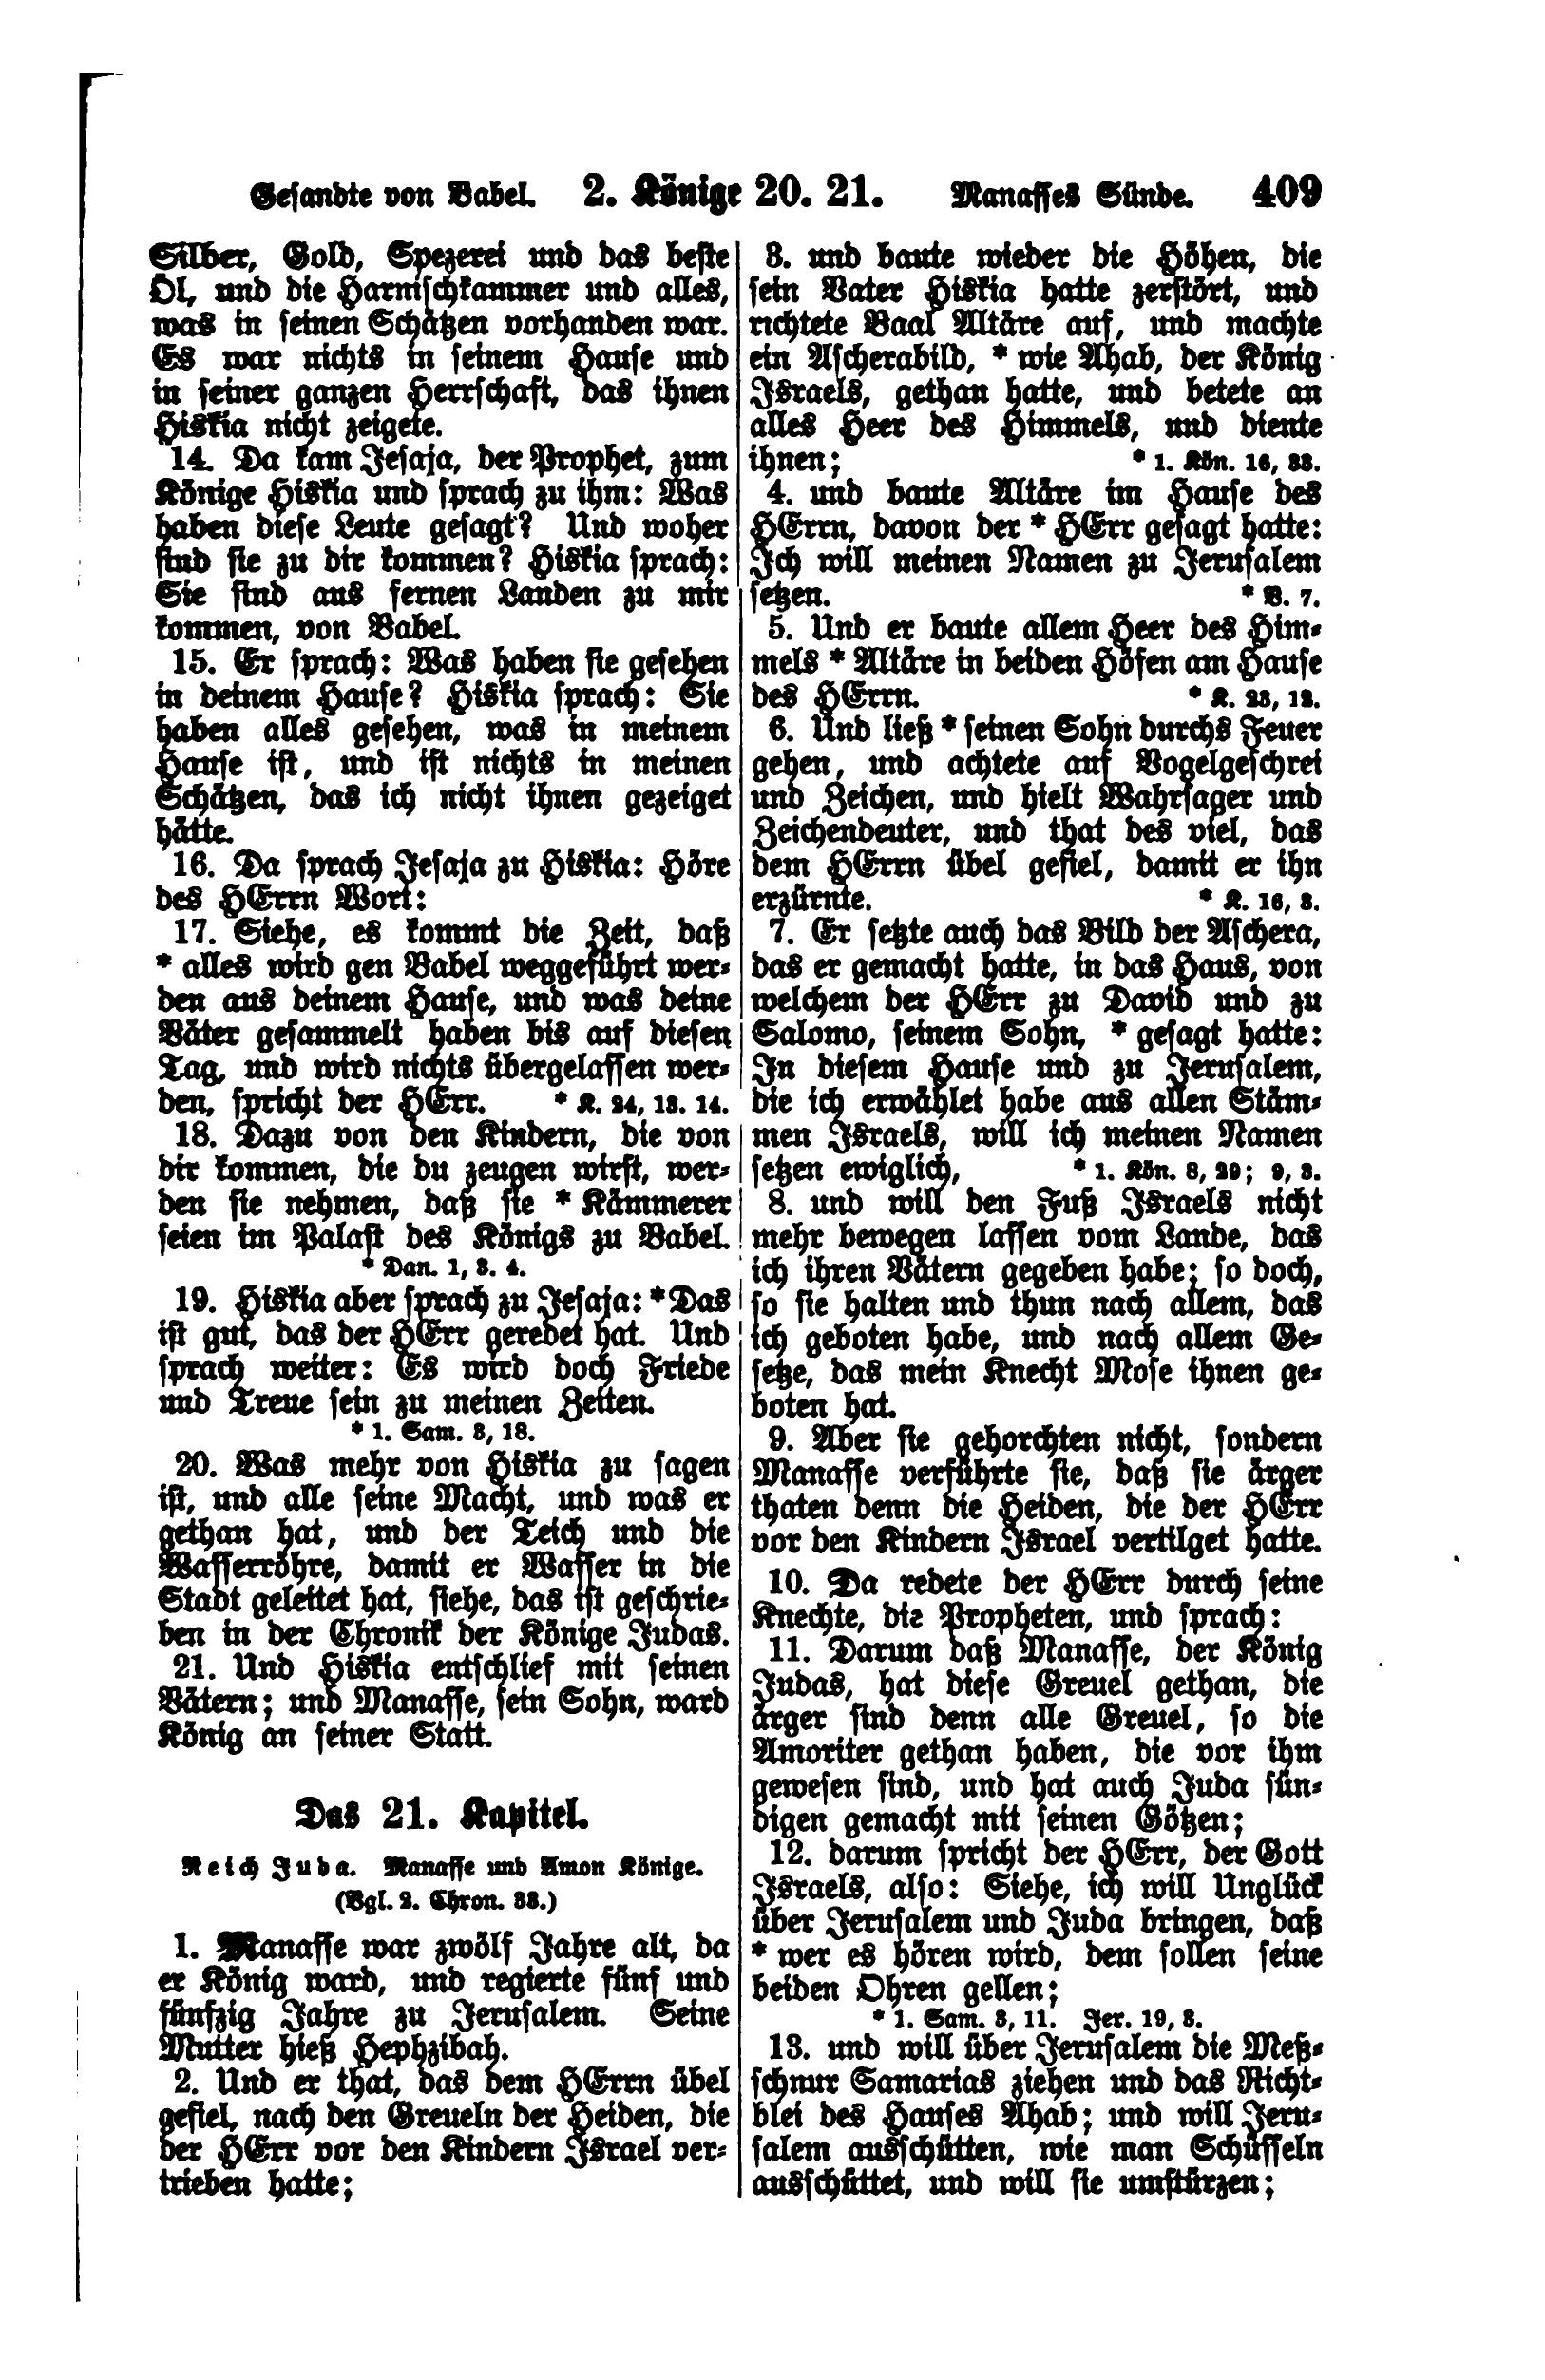 Gesandte von Babel. 2. Könige 20. 21. Manasses Sünde. 409
Silber, Gold, Spezerei und das beste
Öl, und die Harnischkammer und alles,
was in seinen Schätzen vorhanden war.
Es war nichts in seinem Hause und
in seiner ganzen Herrschaft, das ihnen
Hiskia nicht zeigete.
14. Da kam Jesaja, der Prophet, zum
Könige Hiskia und sprach zu ihm: Was
haben diese Leute gesagt? Und woher
sind sie zu dir kommen? Hiskia sprach:
Sie sind aus fernen Landen zu mir
kommen, von Babel.
15. Er sprach: Was haben sie gesehen
in deinem Hause? Hiskia sprach: Sie
haben alles gesehen, was in meinem
Hause ist, und ist nichts in meinen
Schätzen, das ich nicht ihnen gezeiget
hätte.
16. Da sprach Jesaja zu Hiskia: Höre
des HErrn Wort:
17. Siehe, es kommt die Zeit, daß
* alles wird gen Babel weggeführt wer-
den aus deinem Hause, und was deine
Väter gesammelt haben bis auf diesen
Tag, und wird nichts übergelassen wer-
den, spricht der HErr. * K. 24, 13. 14.
18. Dazu von den Kindern, die von
dir kommen, die du zeugen wirst, wer-
den sie nehmen, daß sie * Kämmerer
seien im Palast des Königs zu Babel.
* Dan. 1, 3. 4.
19. Hiskia aber sprach zu Jesaja: * Das
ist gut, das der HErr geredet hat. Und
sprach weiter: Es wird doch Friede
und Treue sein zu meinen Zeiten.
* 1. Sam. 3, 18.
20. Was mehr von Hiskia zu sagen
ist, und alle seine Macht, und was er
gethan hat, und der Teich und die
Wasserröhre, damit er Wasser in die
Stadt geleitet hat, siehe, das ist geschrie-
ben in der Chronik der Könige Judas.
21. Und Hiskia entschlief mit seinen
Vätern; und Manasse, sein Sohn, ward
König an seiner Statt.
Das 21. Kapitel.
Reich Juda. Manasse und Amon Könige.
(Vgl. 2. Chron. 33.)
1. Manasse war zwölf Jahre alt, da
er König ward, und regierte fünf und
fünfzig Jahre zu Jerusalem. Seine
Mutter hieß Hephzibah.
2. Und er that, das dem HErrn übel
gefiel, nach den Greueln der Heiden, die
der HErr vor den Kindern Israel ver-
trieben hatte;
3. und baute wieder die Höhen, die
sein Vater Hiskia hatte zerstört, und
richtete Baal Altäre auf, und machte
ein Ascherabild, * wie Ahab, der König
Israels, gethan hatte, und betete an
alles Heer des Himmels, und diente
ihnen; * 1. Kön. 16, 33.
4. und baute Altäre im Hause des
HErrn, davon der * HErr gesagt hatte:
Ich will meinen Namen zu Jerusalem
setzen. * V. 7.
5. Und er baute allem Heer des Him-
mels * Altäre in beiden Höfen am Hause
des HErrn. * K. 23, 12.
6. Und ließ * seinen Sohn durchs Feuer
gehen, und achtete auf Vogelgeschrei
und Zeichen, und hielt Wahrsager und
Zeichendeuter, und that des viel, das
dem HErrn übel gefiel, damit er ihn
erzürnte. * K. 16, 3.
7. Er setzte auch das Bild der Aschera,
das er gemacht hatte, in das Haus, von
welchem der HErr zu David und zu
Salomo, seinem Sohn, * gesagt hatte:
In diesem Hause und zu Jerusalem,
die ich erwählet habe aus allen Stäm-
men Israels, will ich meinen Namen
setzen ewiglich, * 1. Kön. 8, 29; 9, 3.
8. und will den Fuß Israels nicht
mehr bewegen lassen vom Lande, das
ich ihren Vätern gegeben habe; so doch,
so sie halten und thun nach allem, das
ich geboten habe, und nach allem Ge-
setze, das mein Knecht Mose ihnen ge-
boten hat.
9. Aber sie gehorchten nicht, sondern
Manasse verführte sie, daß sie ärger
thaten denn die Heiden, die der HErr
vor den Kindern Israel vertilget hatte.
10. Da redete der HErr durch seine
Knechte, die Propheten, und sprach:
11. Darum daß Manasse, der König
Judas, hat diese Greuel gethan, die
ärger sind denn alle Greuel, so die
Amoriter gethan haben, die vor ihm
gewesen sind, und hat auch Juda sün-
digen gemacht mit seinen Götzen;
12. darum spricht der HErr, der Gott
Israels, also: Siehe, ich will Unglück
über Jerusalem und Juda bringen, daß
* wer es hören wird, dem sollen seine
beiden Ohren gellen;
* 1. Sam. 3, 11. Jer. 19, 3.
13. und will über Jerusalem die Meß-
schnur Samarias ziehen und das Richt-
blei des Hauses Ahab; und will Jeru-
salem ausschütten, wie man Schüsseln
ausschüttet, und will sie umstürzen;